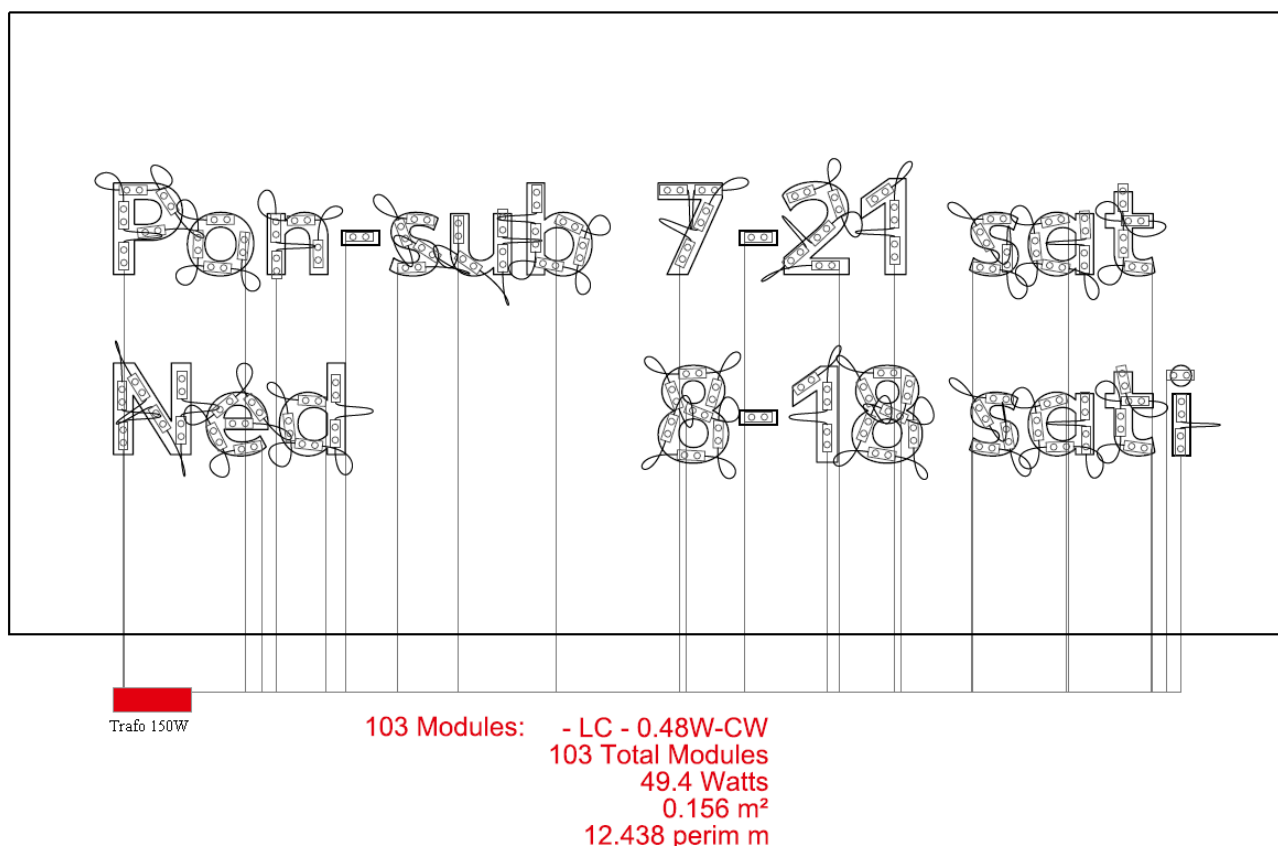 Pon-sub 7-21 sat
Ned 8-18 sati
Trafo 150W
103 Modules: - LC - 0.48W-CW
103 Total Modules
49.4 Watts
0.156 m²
12.438 perim m